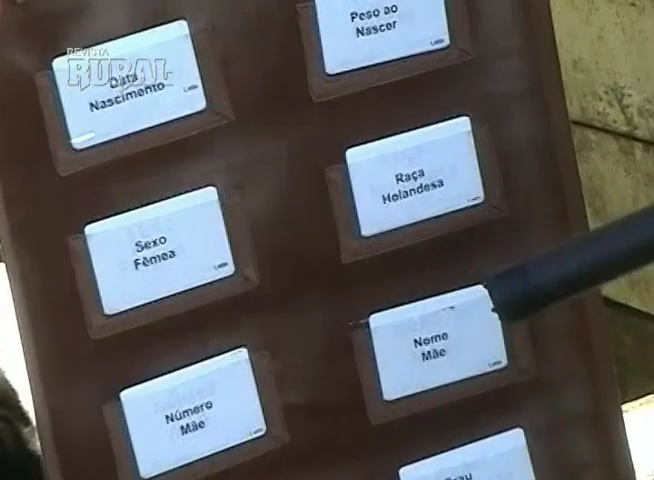 REVISTA
RURAL
Data
Nascimento
Peso ao
Nascer
Sexo
Fêmea
Raça
Holandesa
Número
Mãe
Nome
Mãe